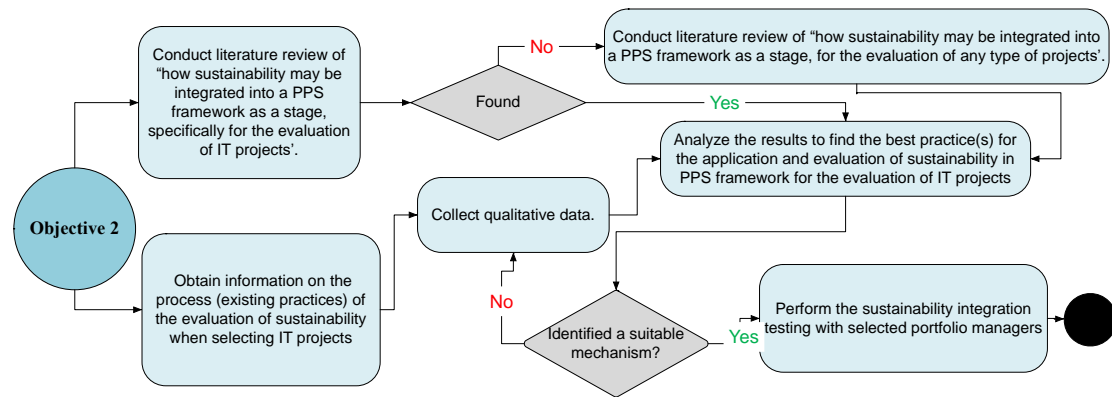 Conduct literature review of
“how sustainability may be
integrated into a PPS
framework as a stage,
specifically for the evaluation
of IT projects’.
Found
No
Conduct literature review of “how sustainability may be integrated into
a PPS framework as a stage, for the evaluation of any type of projects’.
Yes
Analyze the results to find the best practice(s) for
the application and evaluation of sustainability in
PPS framework for the evaluation of IT projects
Objective 2
Collect qualitative data.
Obtain information on the
process (existing practices) of
the evaluation of sustainability
when selecting IT projects
No
Identified a suitable
mechanism?
Yes
Perform the sustainability integration
testing with selected portfolio managers